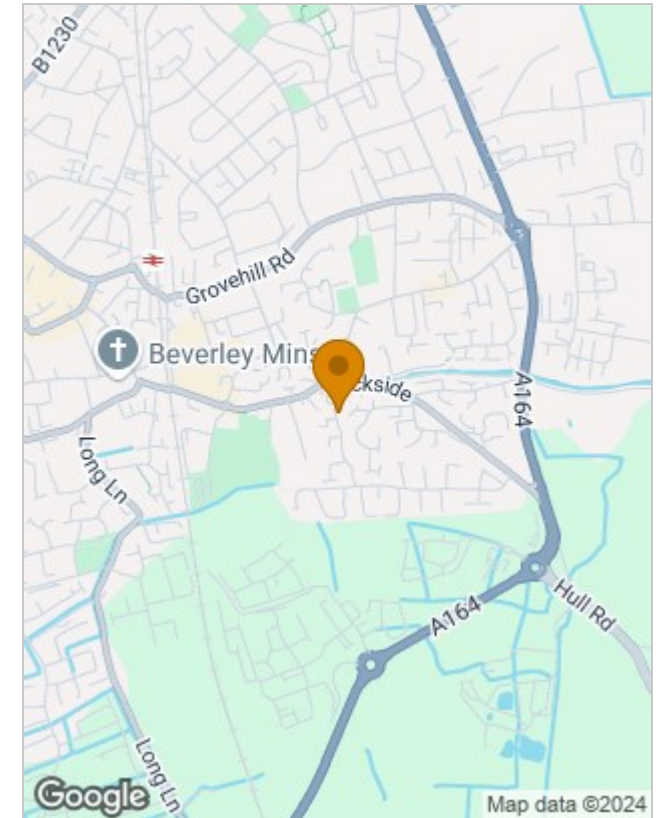 B1230
Grovehill Rd
Beverley Mins
ckside
A164
Long Ln
A164
Hull Rd
Long Ln
Google
Map data ©2024